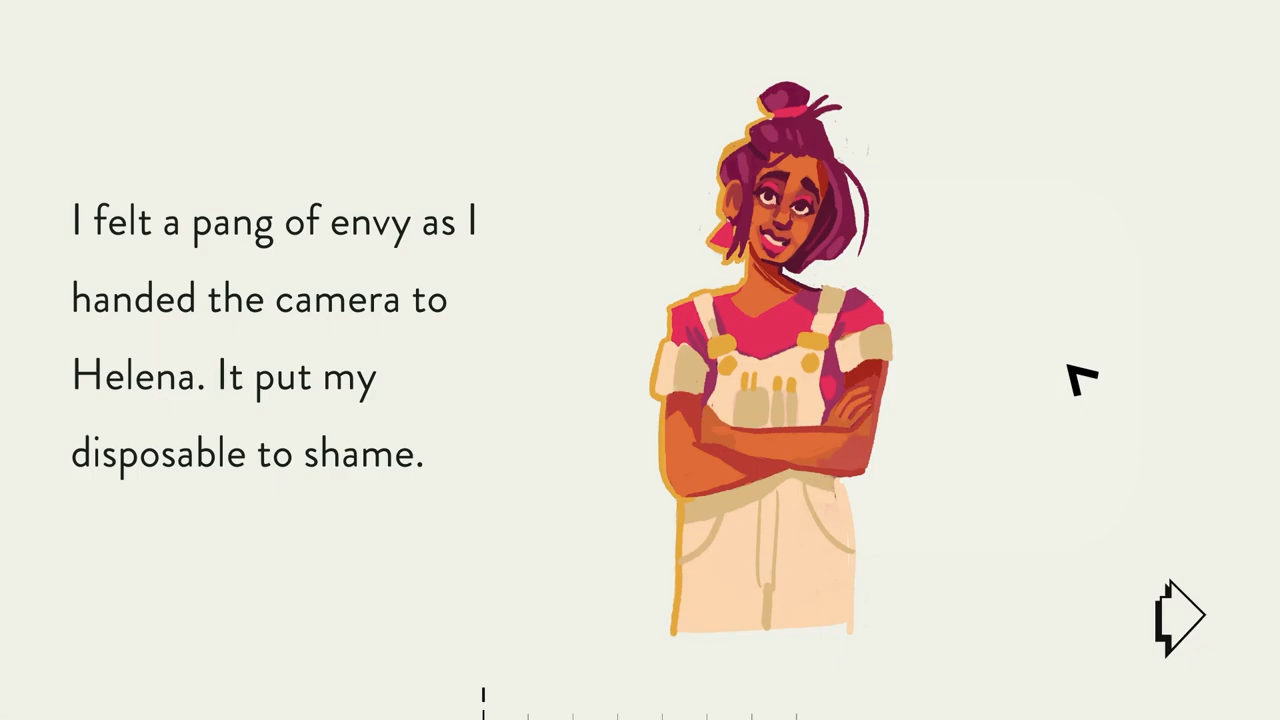 I felt a pang of envy as I
handed the camera to
Helena. It put my
disposable to shame.